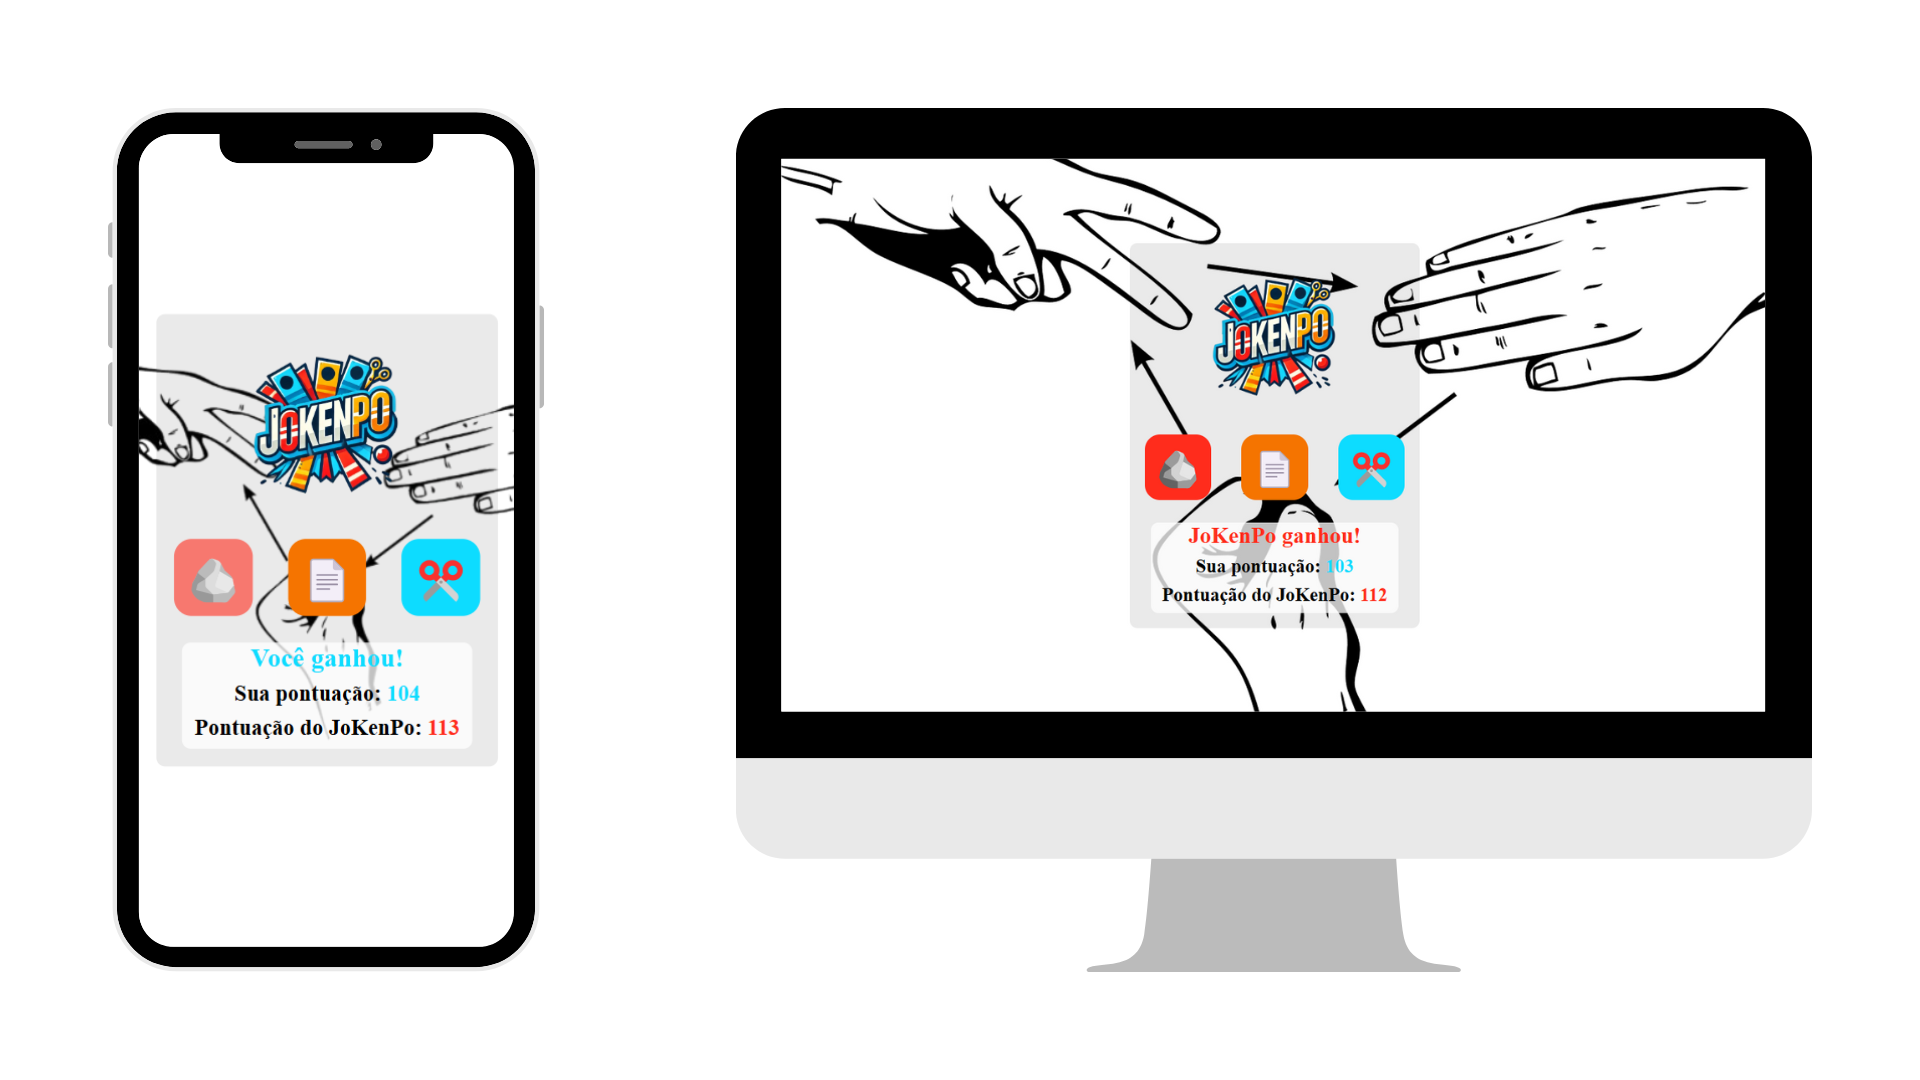 JOKENPO
Você ganhou!
Sua pontuação: 104
Pontuação do JoKenPo: 113
JOKENPO
JoKenPo ganhou!
Sua pontuação: 103
Pontuação do JoKenPo: 112